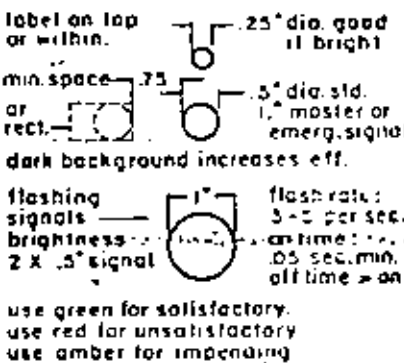 label on top
or within.
.25" dia. good
if bright
min. space .75
.5" dia. std.
1." master or
emerg. signal
or
rect.
dark background increases eff.
flashing
signals
brightness
2 X .5" signal
1"
flash rate:
per sec.
on time:
.05 sec. min.
off time = on
use green for satisfactory.
use red for unsatisfactory
use amber for impending